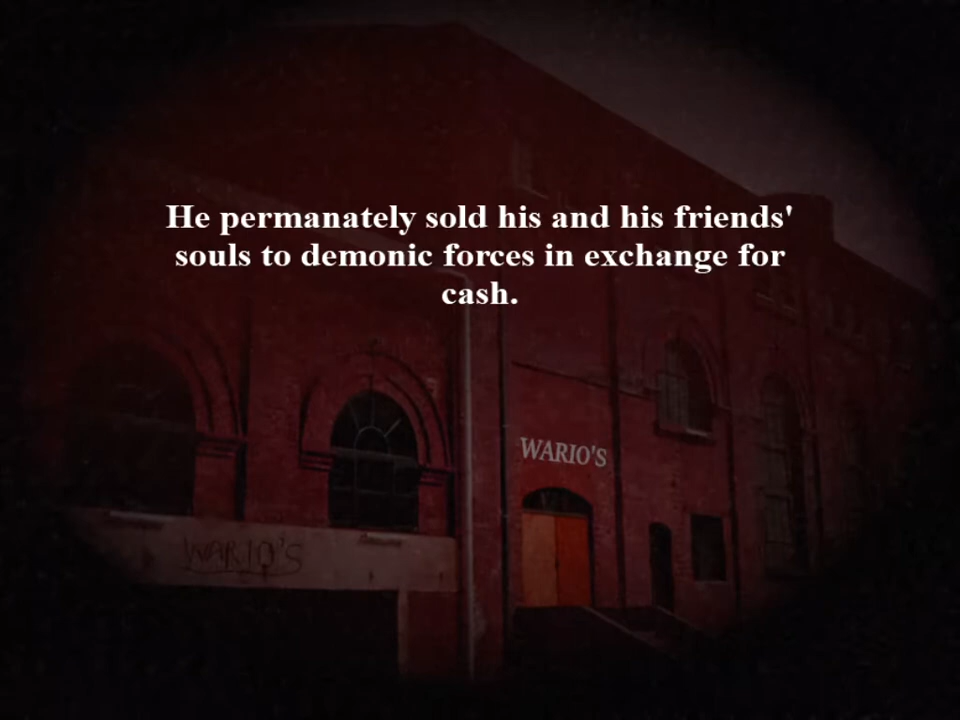 He permanately sold his and his friends'
souls to demonic forces in exchange for
cash.
WARIO'S
WARIO'S